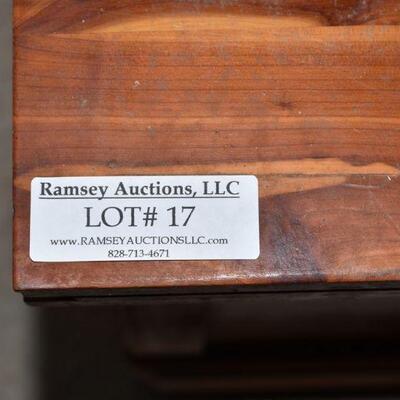 Ramsey Auctions, LLC
LOT# 17
www.RAMSEYAUCTIONSLLC.com
828-713-4671